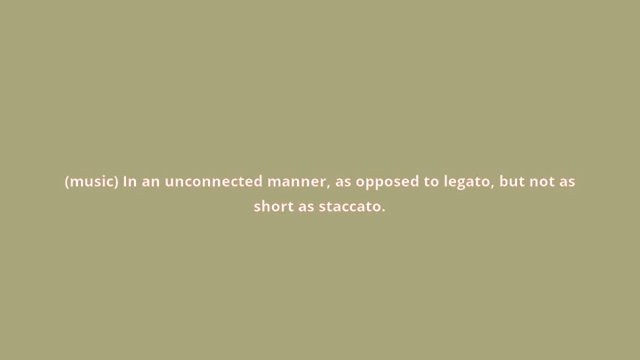 (music) In an unconnected manner, as opposed to legato, but not as
short as staccato.